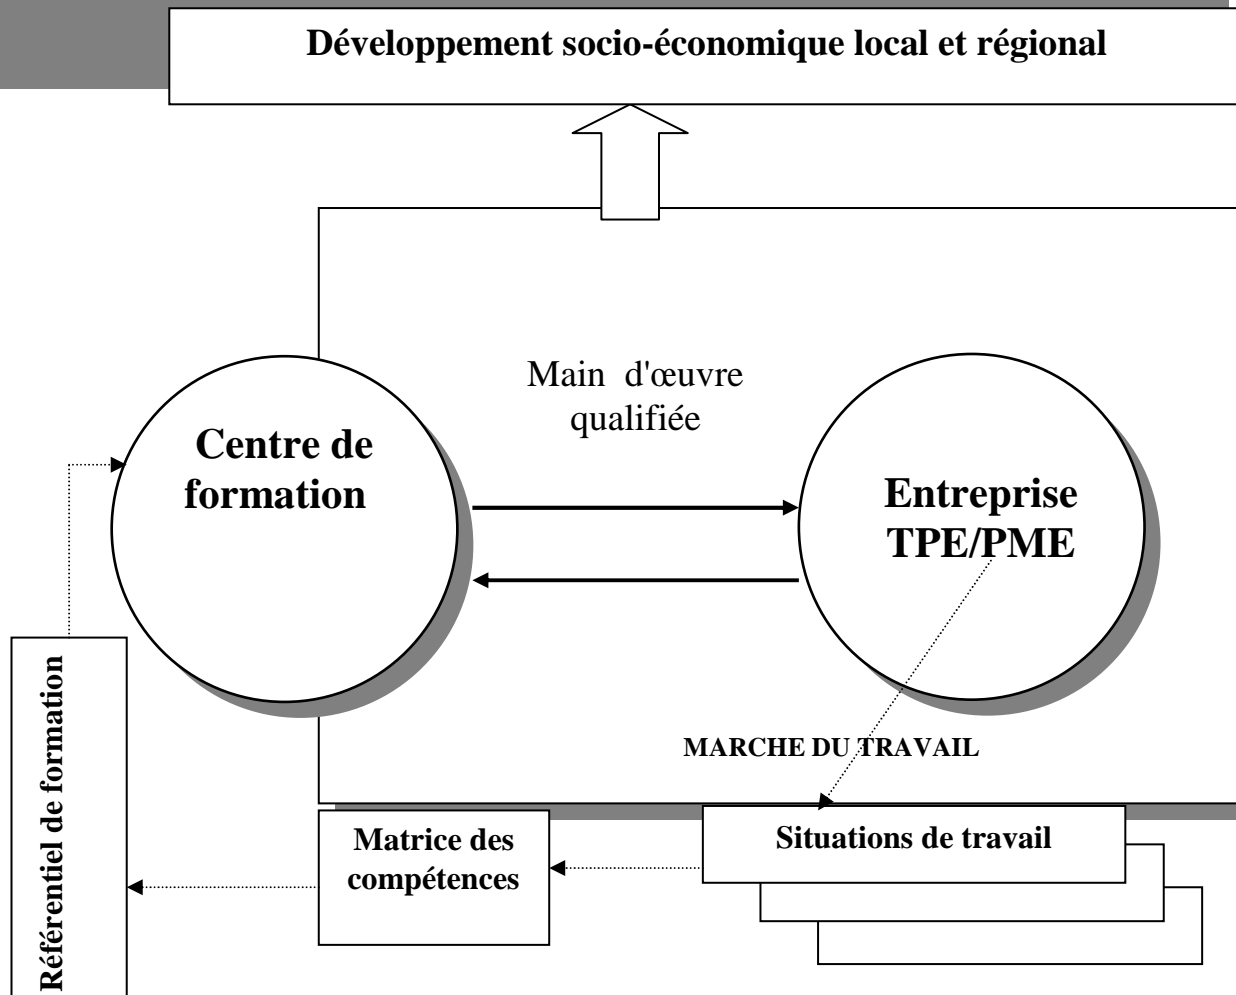 Développement socio-économique local et régional
Main d'œuvre
qualifiée
Centre de
formation
Entreprise
TPE/PME
MARCHE DU TRAVAIL
Référentiel de formation
Matrice des
compétences
Situations de travail